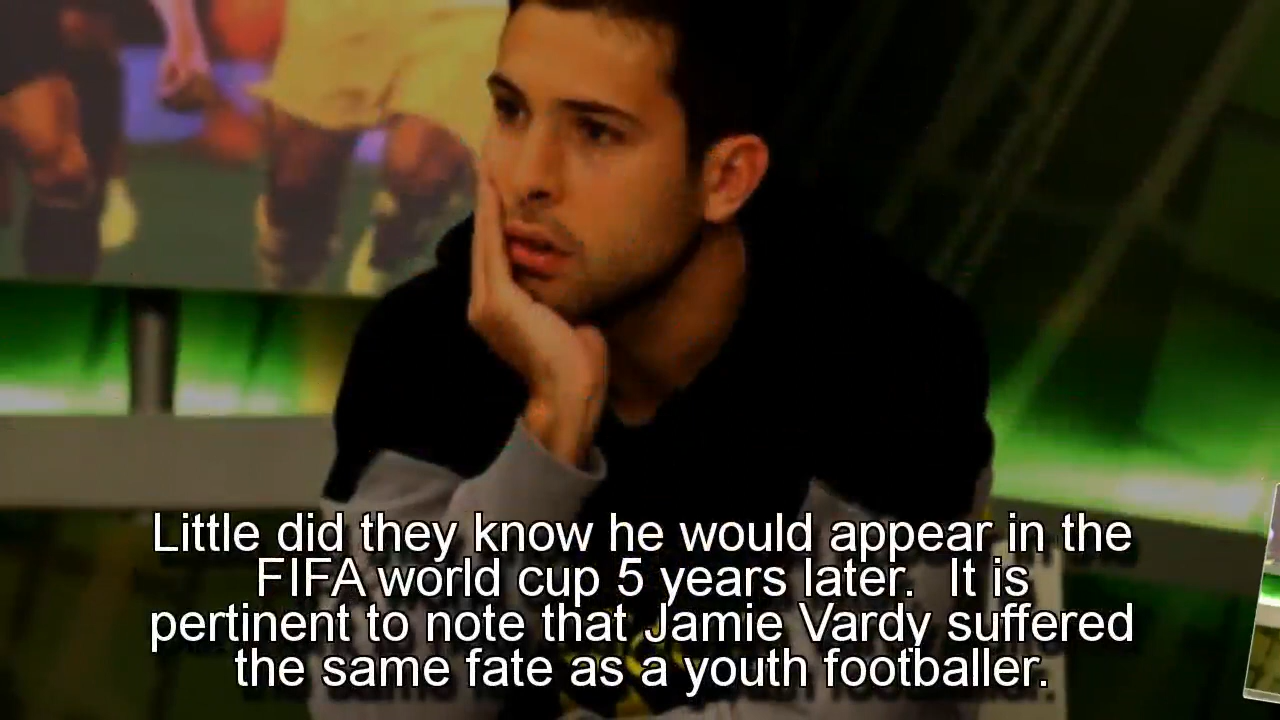 Little did they know he would appear in the
FIFA world cup 5 years later.  It is
pertinent to note that Jamie Vardy suffered
the same fate as a youth footballer.